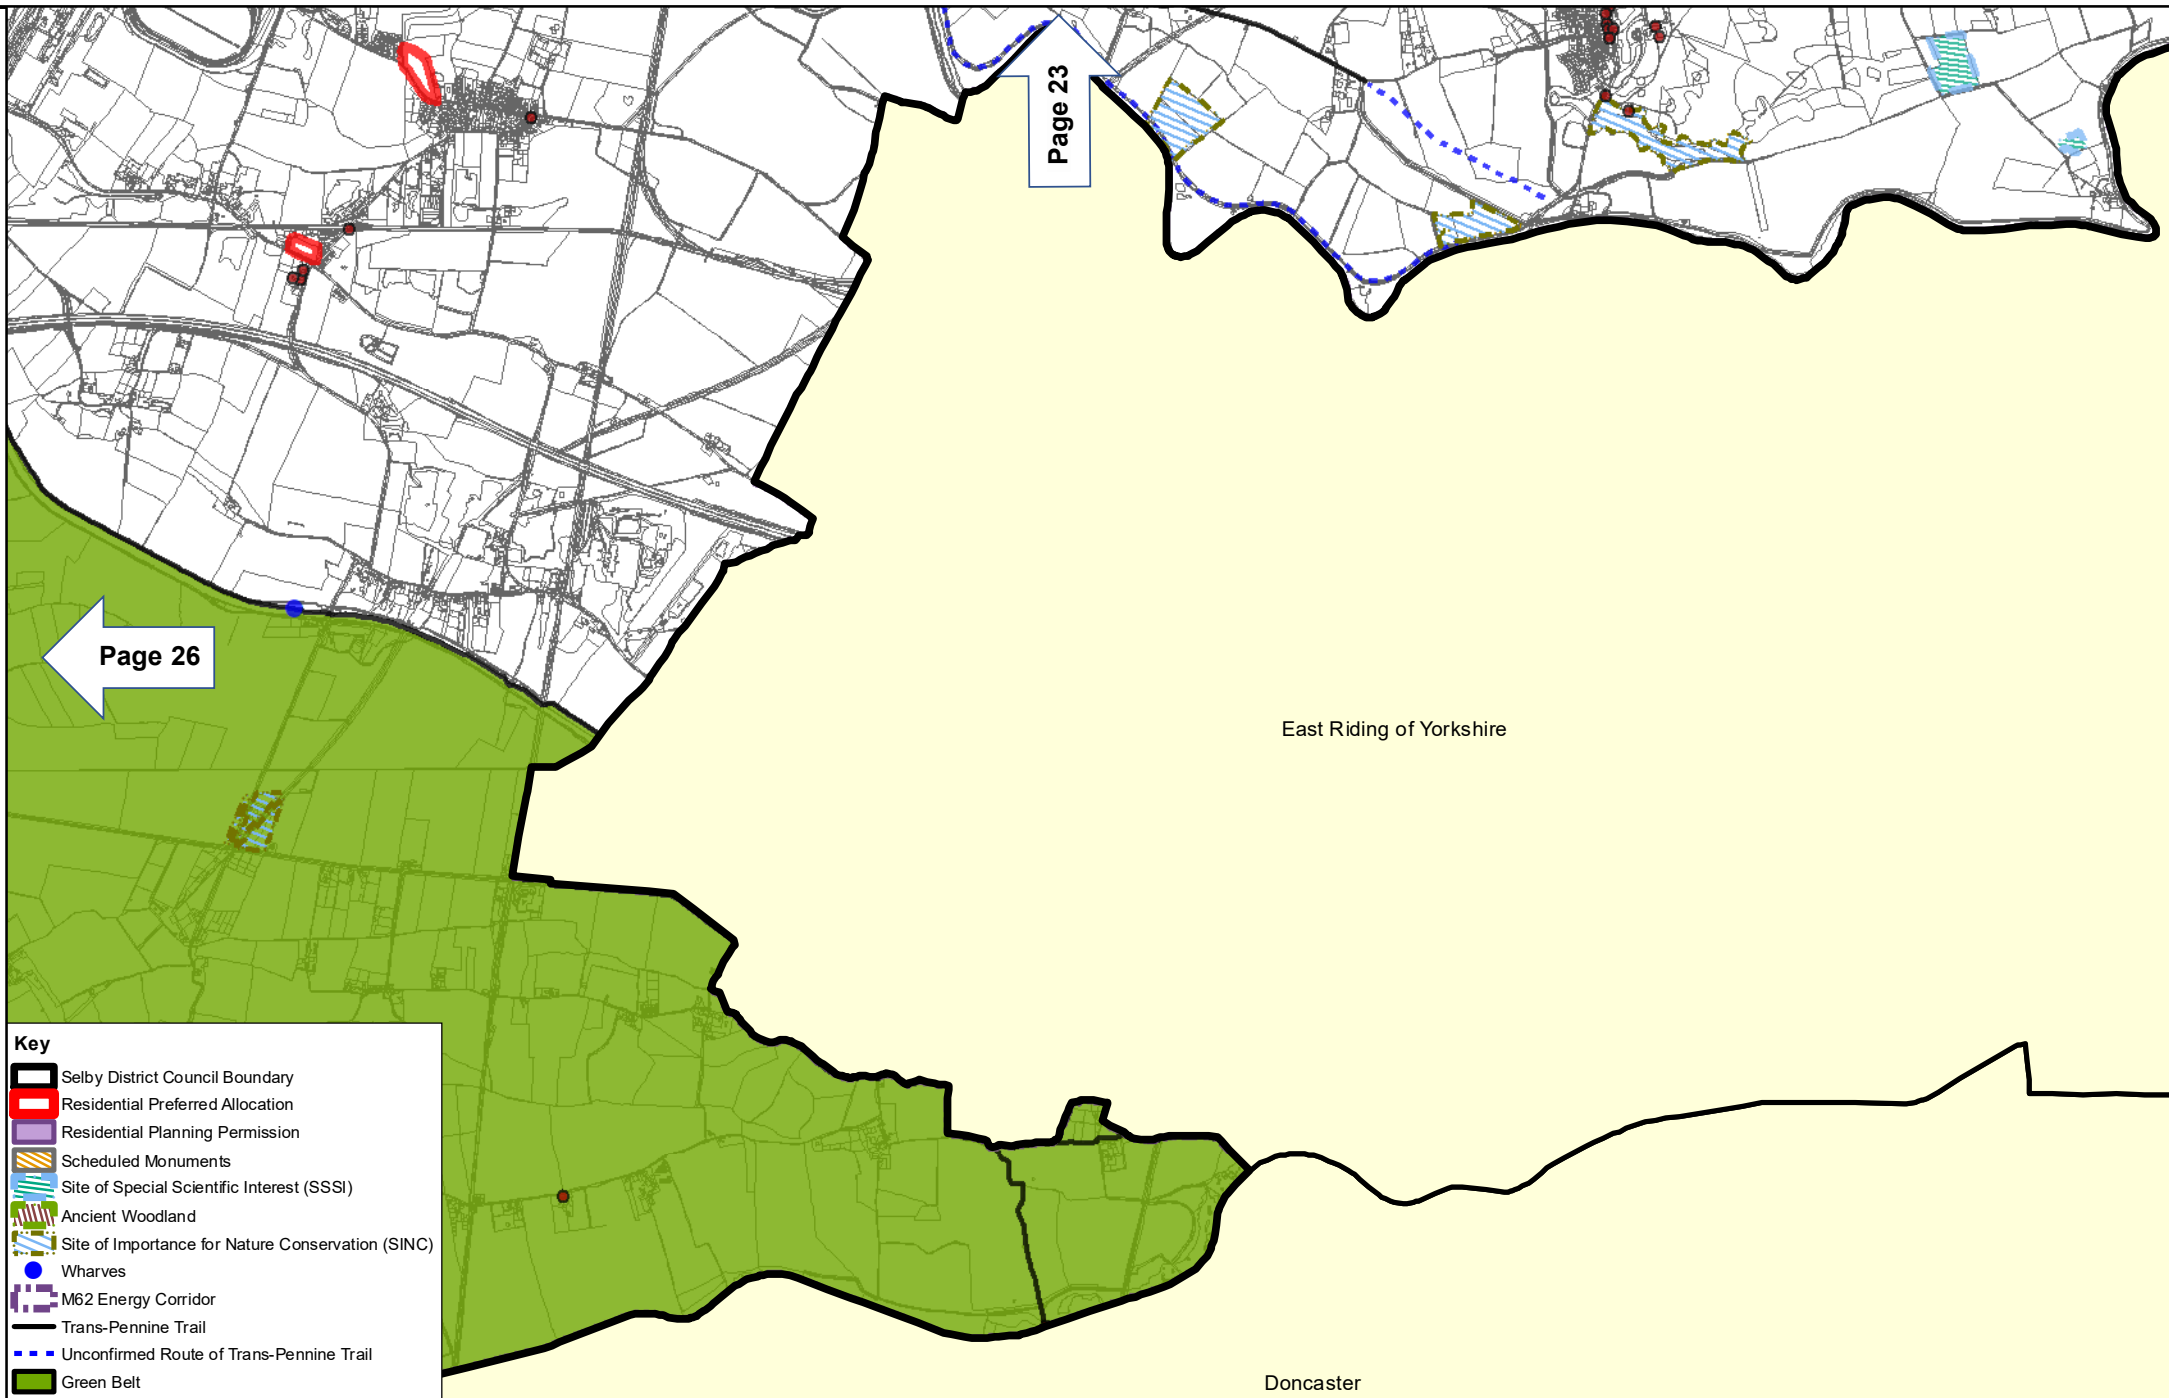 Page 23
Page 26
East Riding of Yorkshire
Key
Selby District Council Boundary
Residential Preferred Allocation
Residential Planning Permission
Scheduled Monuments
Site of Special Scientific Interest (SSSI)
Ancient Woodland
Site of Importance for Nature Conservation (SINC)
Wharves
M62 Energy Corridor
Trans-Pennine Trail
Unconfirmed Route of Trans-Pennine Trail
Green Belt
Doncaster